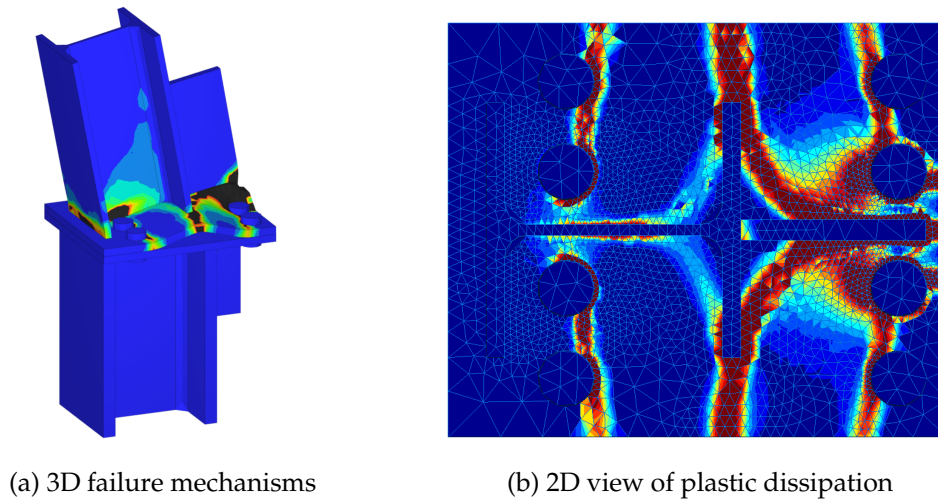 (a) 3D failure mechanisms
(b) 2D view of plastic dissipation